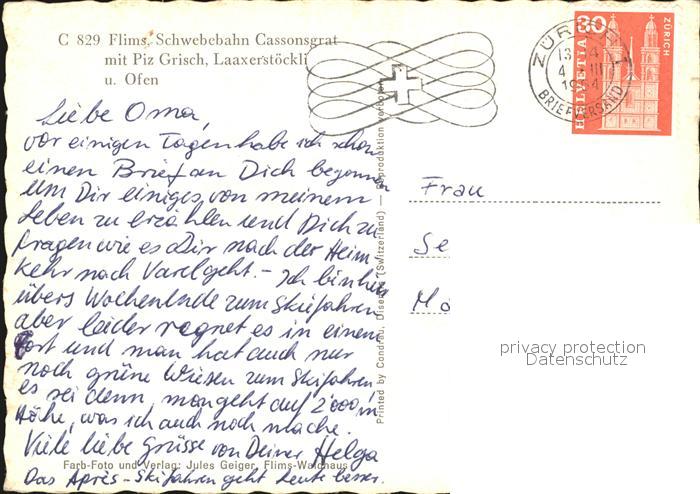 C 829 Flims, Schwebebahn Cassonsgrat
mit Piz Grisch, Laaxerstöckli
u. Ofen
HELVETIA
ZÜRICH
ZÜRICH
BRIEFVERSAND
Liebe Oma,
vor einigen Tagen habe ich schon
einen Brief an Dich begonnen
um Dir einiges von meinem
Leben zu erzählen und Dich zu
fragen wie es Dir nach der Heim-
kehr nach Varel geht. – Ich bin hier
übers Wochenende zum Skifahren
aber leider regnet es in einem
fort und man hat auch nur
noch grüne Wiesen zum Skifahren
es sei denn, man geht auf 2'000 m
Höhe, was ich auch noch mache.
Viele liebe Grüsse von Deiner Helga
Farb-Foto und Verlag: Jules Geiger, Flims-Waldhaus
Das Après-Skifahren geht heute besser.
Printed by Condrau, Disentis (Switzerland) — Reproduktion verboten
Frau
Se
privacy protection
Datenschutz